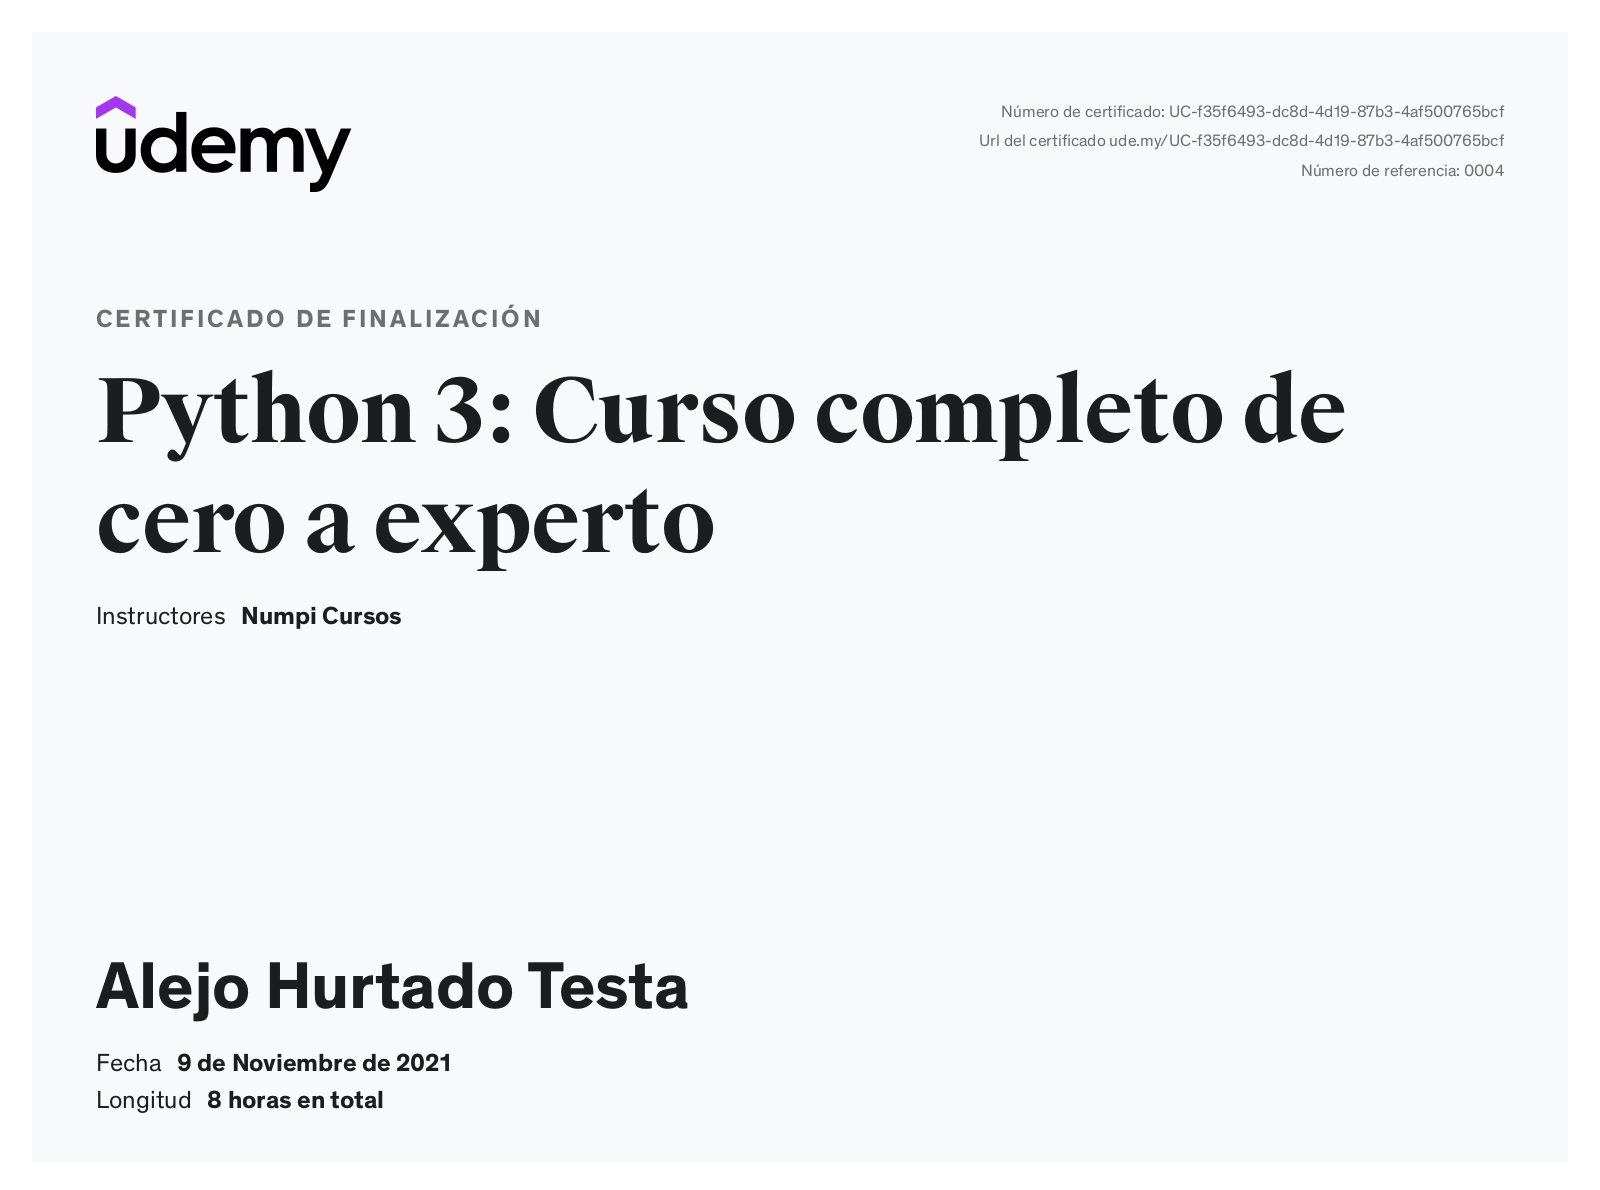 udemy
Número de certificado: UC-f35f6493-dc8d-4d19-87b3-4af500765bcf
Url del certificado ude.my/UC-f35f6493-dc8d-4d19-87b3-4af500765bcf
Número de referencia: 0004
CERTIFICADO DE FINALIZACIÓN
Python 3: Curso completo de
cero a experto
Instructores Numpi Cursos
Alejo Hurtado Testa
Fecha 9 de Noviembre de 2021
Longitud 8 horas en total